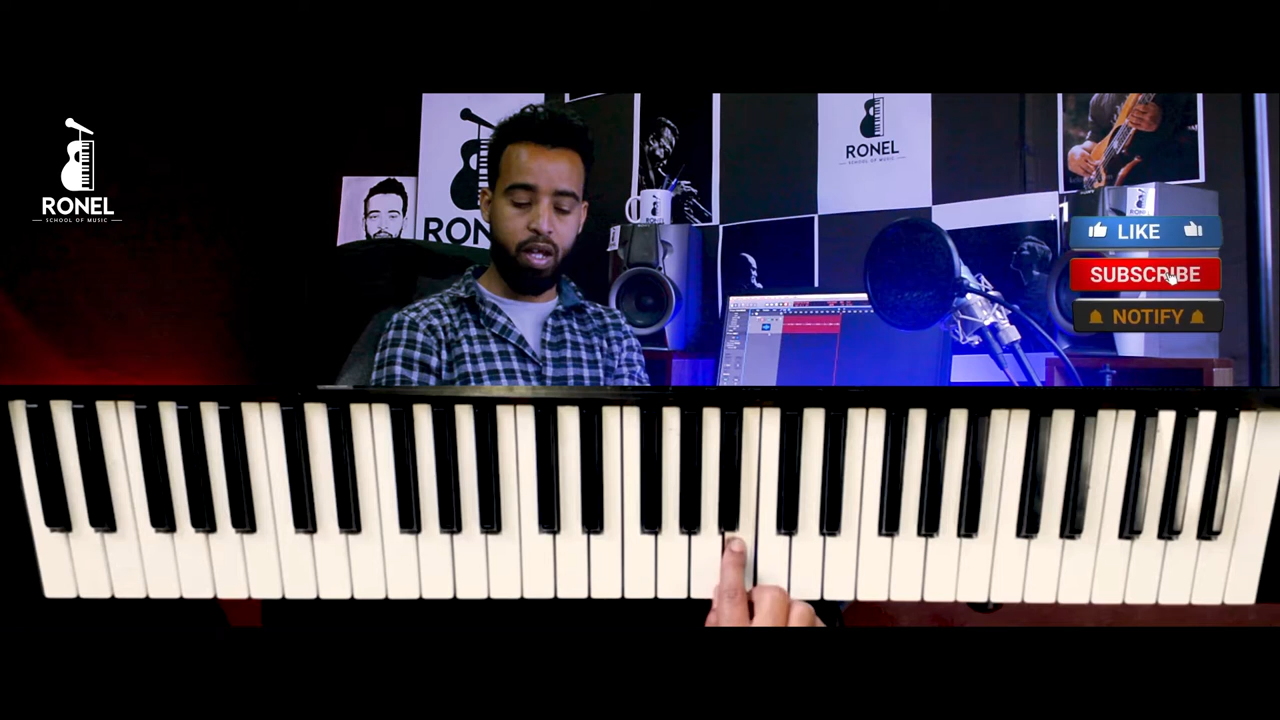 RONEL
SCHOOL OF MUSIC
RON
RONEL
SCHOOL OF MUSIC
LIKE
SUBSCRIBE
NOTIFY